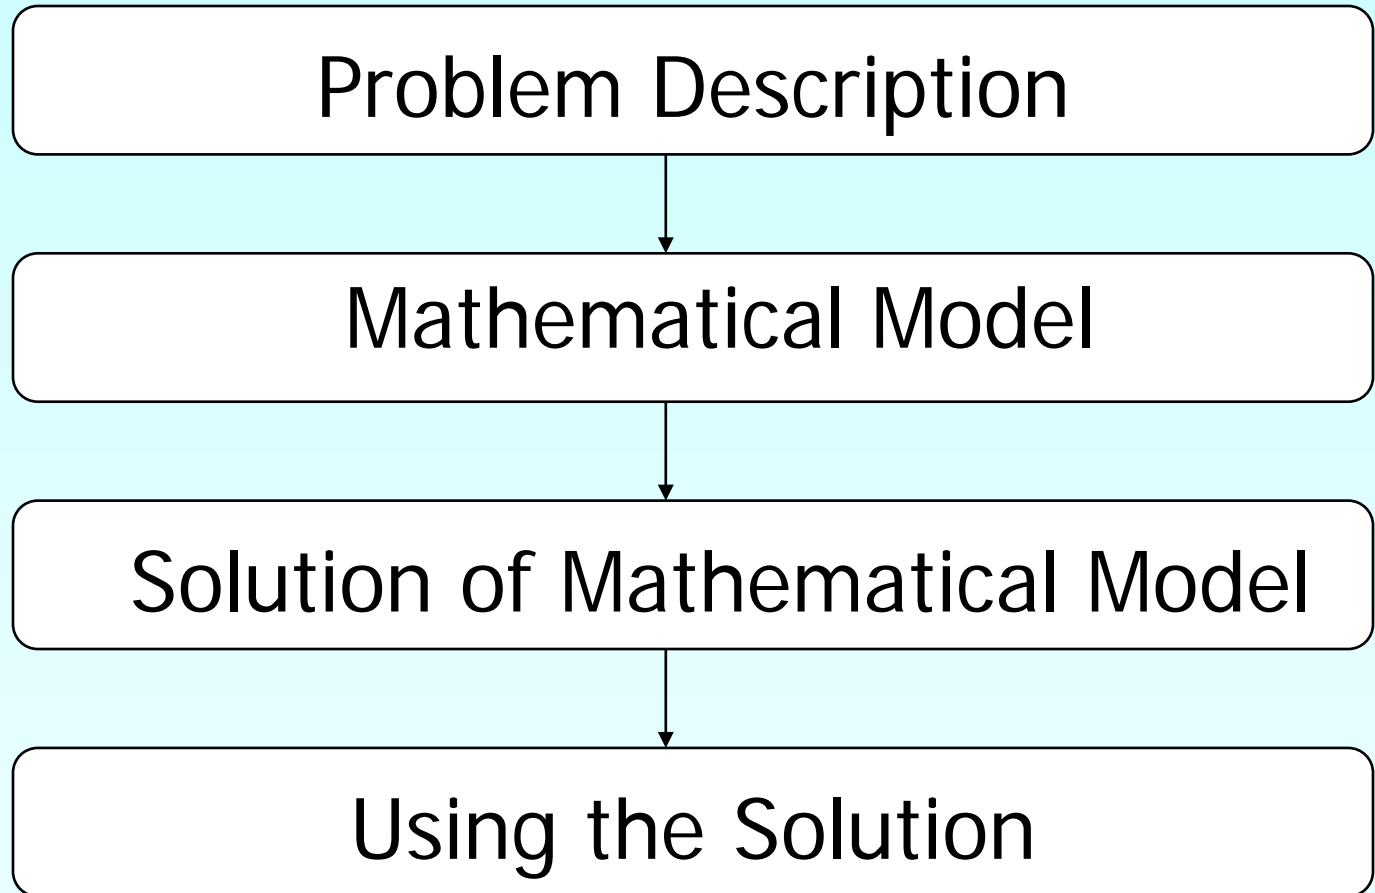 Problem Description
Mathematical Model
Solution of Mathematical Model
Using the Solution